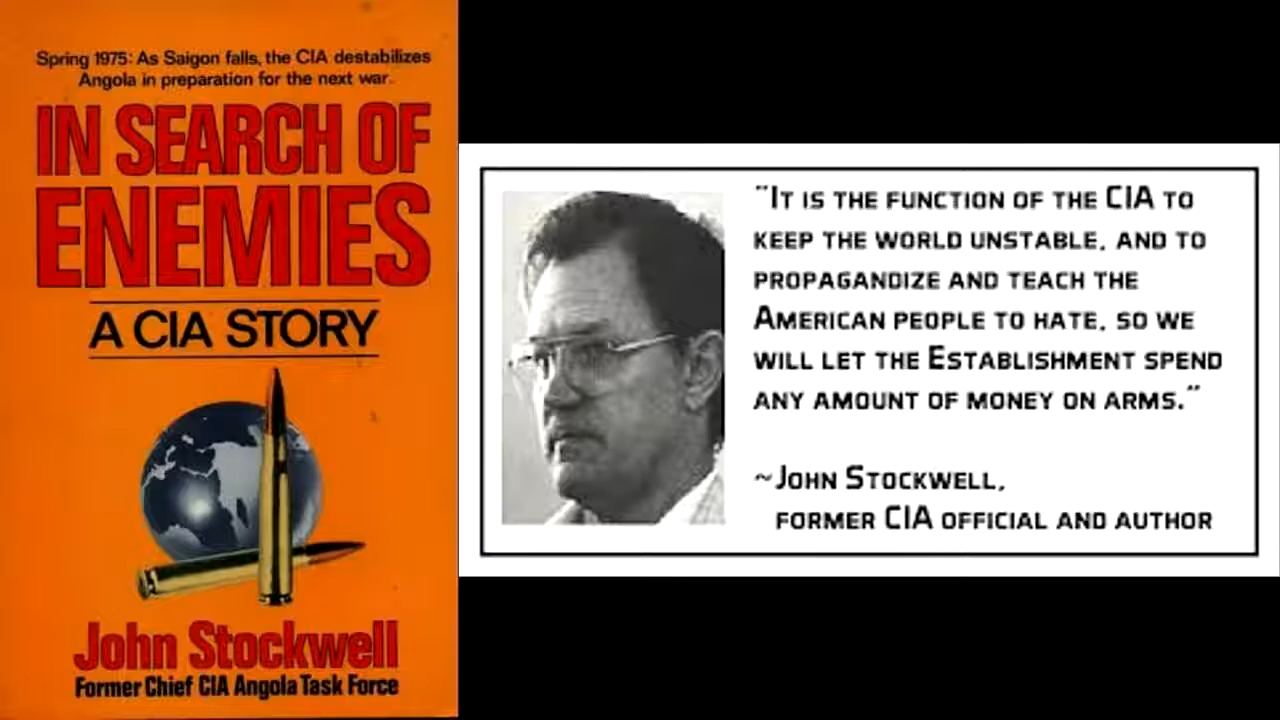 Spring 1975: As Saigon falls, the CIA destabilizes
Angola in preparation for the next war.
IN SEARCH OF
ENEMIES
A CIA STORY
John Stockwell
Former Chief CIA Angola Task Force
"It is the function of the CIA to
keep the world unstable, and to
propagandize and teach the
American people to hate, so we
will let the Establishment spend
any amount of money on arms."
~John Stockwell,
former CIA official and author